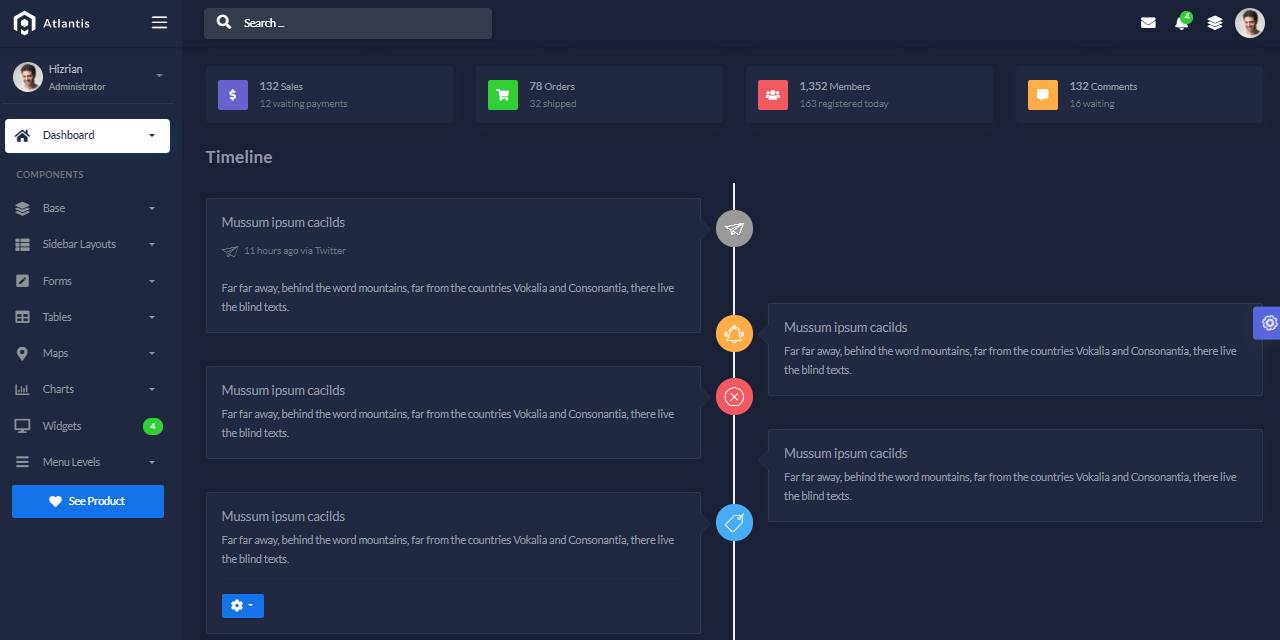 Atlantis
Search ...
4
Hizrian
Administrator
Dashboard
COMPONENTS
Base
Sidebar Layouts
Forms
Tables
Maps
Charts
Widgets
4
Menu Levels
See Product
132 Sales
12 waiting payments
78 Orders
32 shipped
1,352 Members
163 registered today
132 Comments
16 waiting
Timeline
Mussum ipsum cacilds
11 hours ago via Twitter
Far far away, behind the word mountains, far from the countries Vokalia and Consonantia, there live
the blind texts.
Mussum ipsum cacilds
Far far away, behind the word mountains, far from the countries Vokalia and Consonantia, there live
the blind texts.
Mussum ipsum cacilds
Far far away, behind the word mountains, far from the countries Vokalia and Consonantia, there live
the blind texts.
Mussum ipsum cacilds
Far far away, behind the word mountains, far from the countries Vokalia and Consonantia, there live
the blind texts.
Mussum ipsum cacilds
Far far away, behind the word mountains, far from the countries Vokalia and Consonantia, there live
the blind texts.